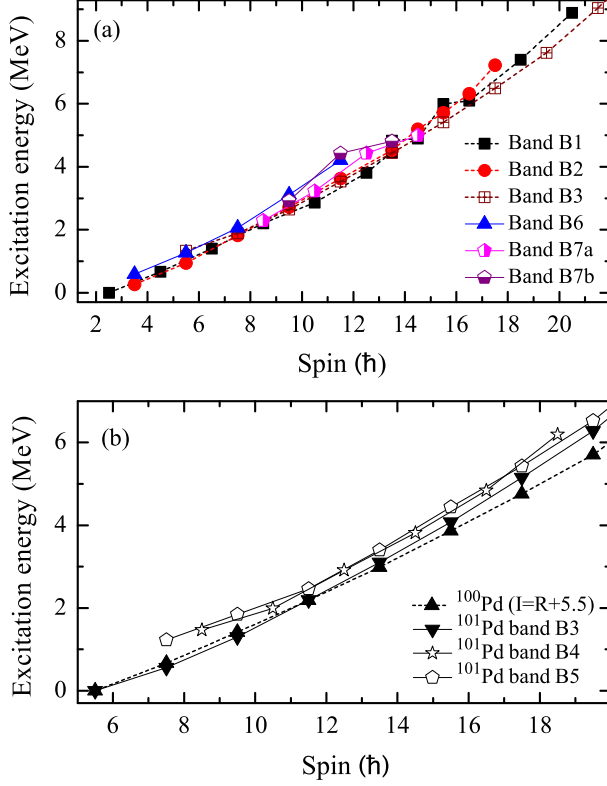 (a)
Excitation energy (MeV)
8
6
4
2
0
Band B1
Band B2
Band B3
Band B6
Band B7a
Band B7b
2 4 6 8 10 12 14 16 18 20
Spin (ħ)
(b)
Excitation energy (MeV)
6
4
2
0
¹⁰⁰Pd (I=R+5.5)
¹⁰¹Pd band B3
¹⁰¹Pd band B4
¹⁰¹Pd band B5
6 8 10 12 14 16 18
Spin (ħ)